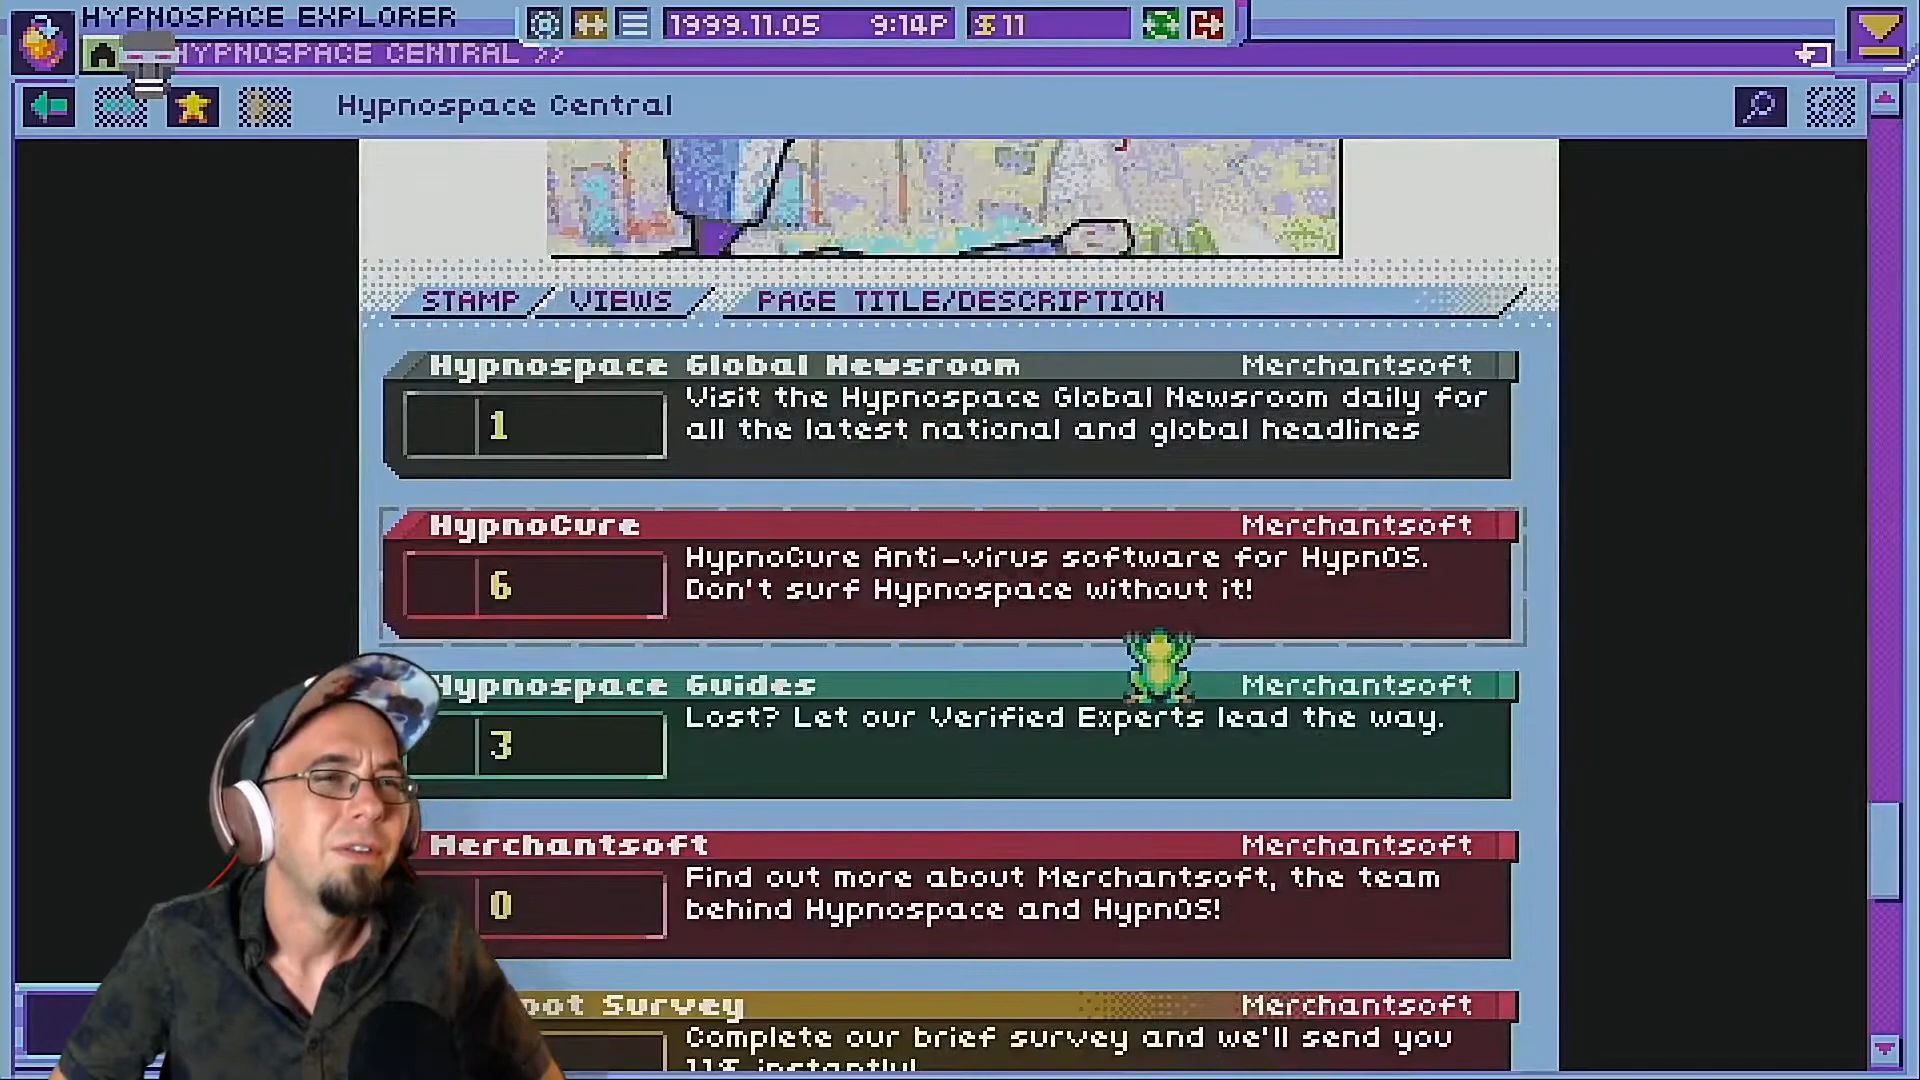 HYPNOSPACE EXPLORER
1999.11.05 9:14P 11
HYPNOSPACE CENTRAL >>
Hypnospace Central
STAMP VIEWS PAGE TITLE/DESCRIPTION
Hypnospace Global Newsroom Merchantsoft
1
Visit the Hypnospace Global Newsroom daily for
all the latest national and global headlines
HypnoCure Merchantsoft
6
HypnoCure Anti-virus software for HypnOS.
Don't surf Hypnospace without it!
Hypnospace Guides Merchantsoft
3
Lost? Let our Verified Experts lead the way.
Merchantsoft Merchantsoft
0
Find out more about Merchantsoft, the team
behind Hypnospace and HypnOS!
Survey Merchantsoft
Complete our brief survey and we'll send you
instantly!